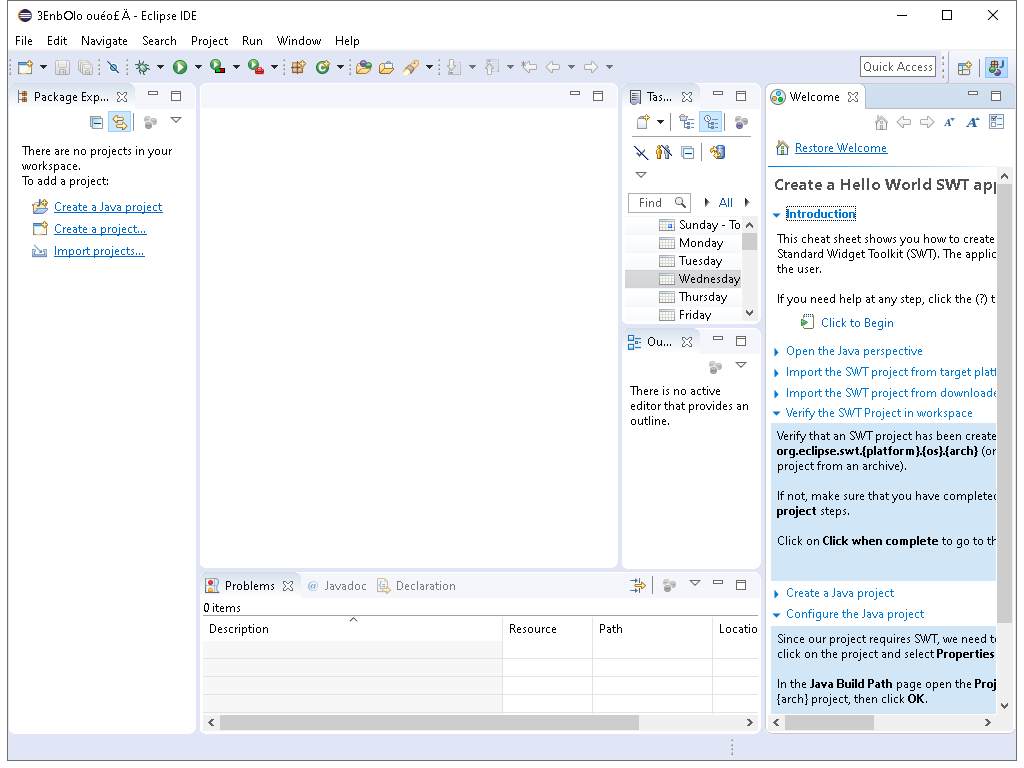 3EnbOlo ouéo£Ä - Eclipse IDE
File Edit Navigate Search Project Run Window Help
Quick Access
Package Exp...
There are no projects in your
workspace.
To add a project:
Create a Java project
Create a project...
Import projects...
Tas...
Find
All
Sunday - To
Monday
Tuesday
Wednesday
Thursday
Friday
Ou...
There is no active
editor that provides an
outline.
Problems @ Javadoc Declaration
0 items
Description Resource Path Locatio
Welcome
Restore Welcome
Create a Hello World SWT app
Introduction
This cheat sheet shows you how to create
Standard Widget Toolkit (SWT). The applic
the user.
If you need help at any step, click the (?) t
Click to Begin
Open the Java perspective
Import the SWT project from target platf
Import the SWT project from downloade
Verify the SWT Project in workspace
Verify that an SWT project has been create
org.eclipse.swt.{platform}.{os}.{arch} (or
project from an archive).
If not, make sure that you have completed
project steps.
Click on Click when complete to go to th
Create a Java project
Configure the Java project
Since our project requires SWT, we need to
click on the project and select Properties
In the Java Build Path page open the Proj
{arch} project, then click OK.